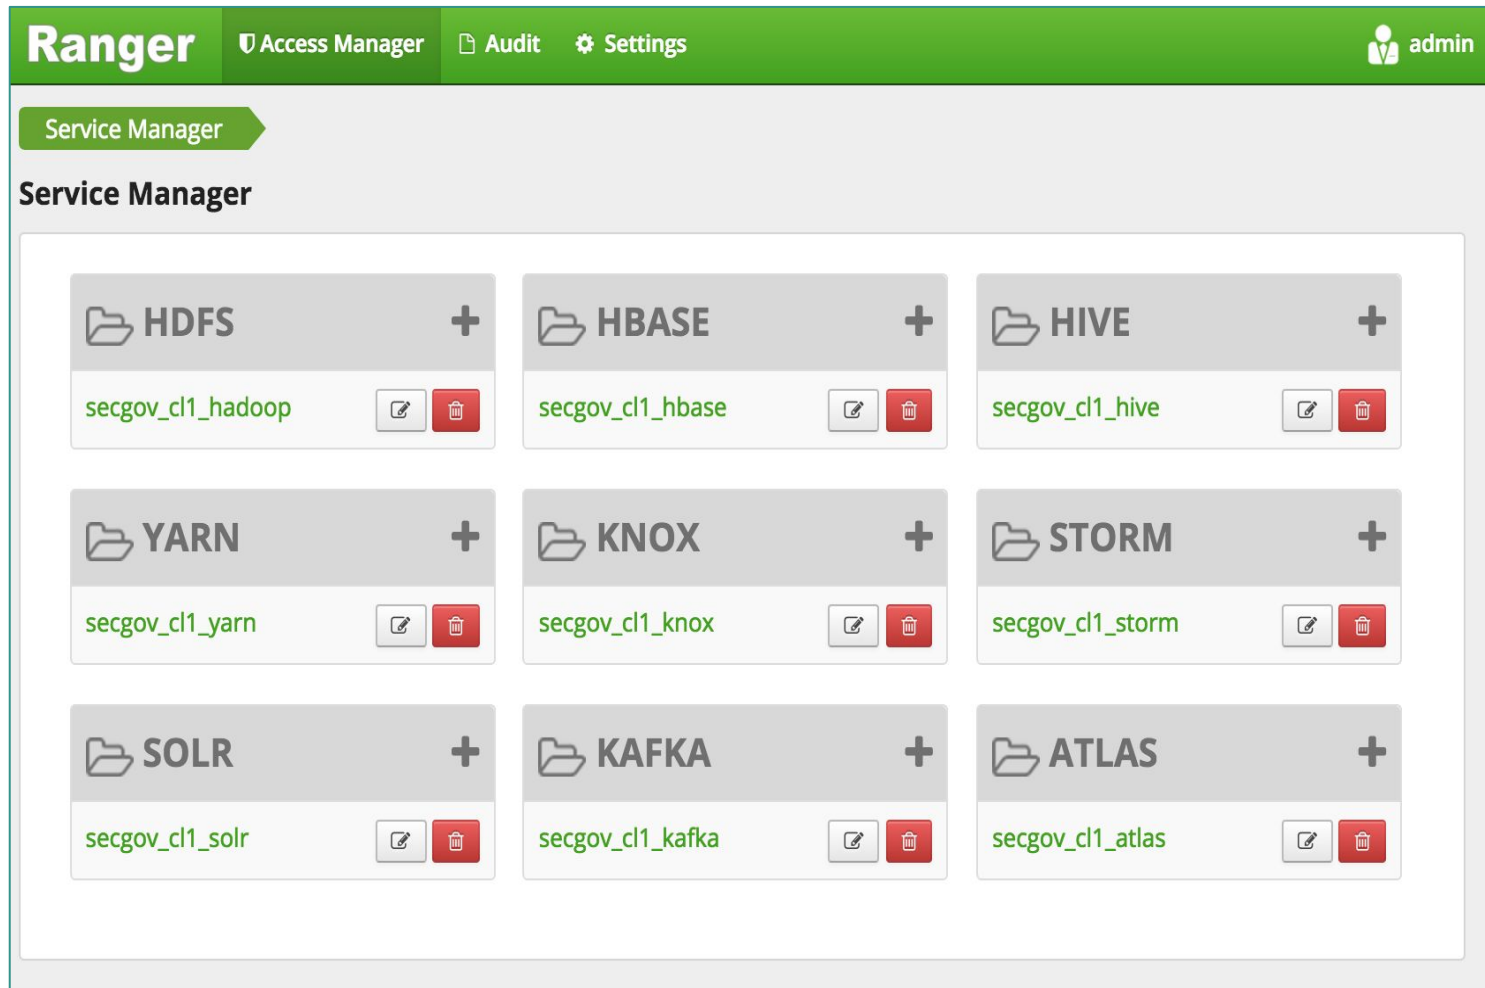 Ranger Access Manager Audit Settings admin
Service Manager
Service Manager
HDFS HBASE HIVE
secgov_cl1_hadoop secgov_cl1_hbase secgov_cl1_hive
YARN KNOX STORM
secgov_cl1_yarn secgov_cl1_knox secgov_cl1_storm
SOLR KAFKA ATLAS
secgov_cl1_solr secgov_cl1_kafka secgov_cl1_atlas